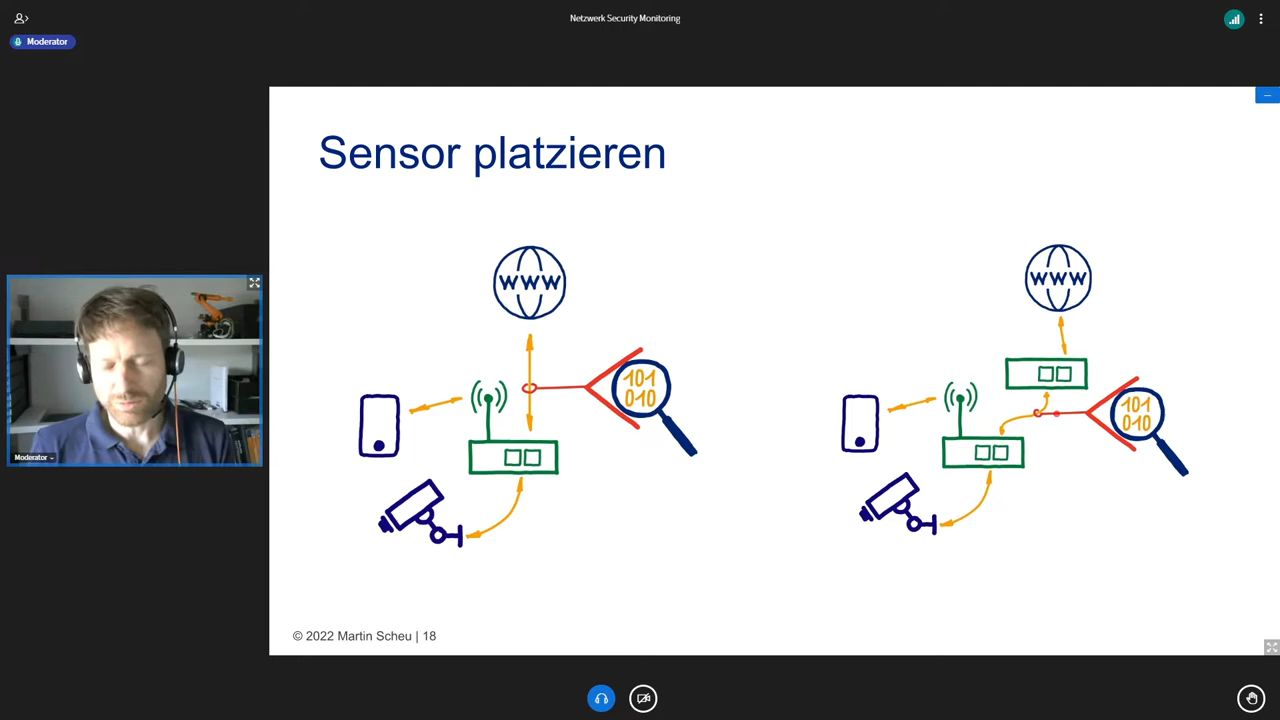 Netzwerk Security Monitoring
Moderator
Sensor platzieren
WWW
WWW
101
010
101
010
Moderator
© 2022 Martin Scheu | 18